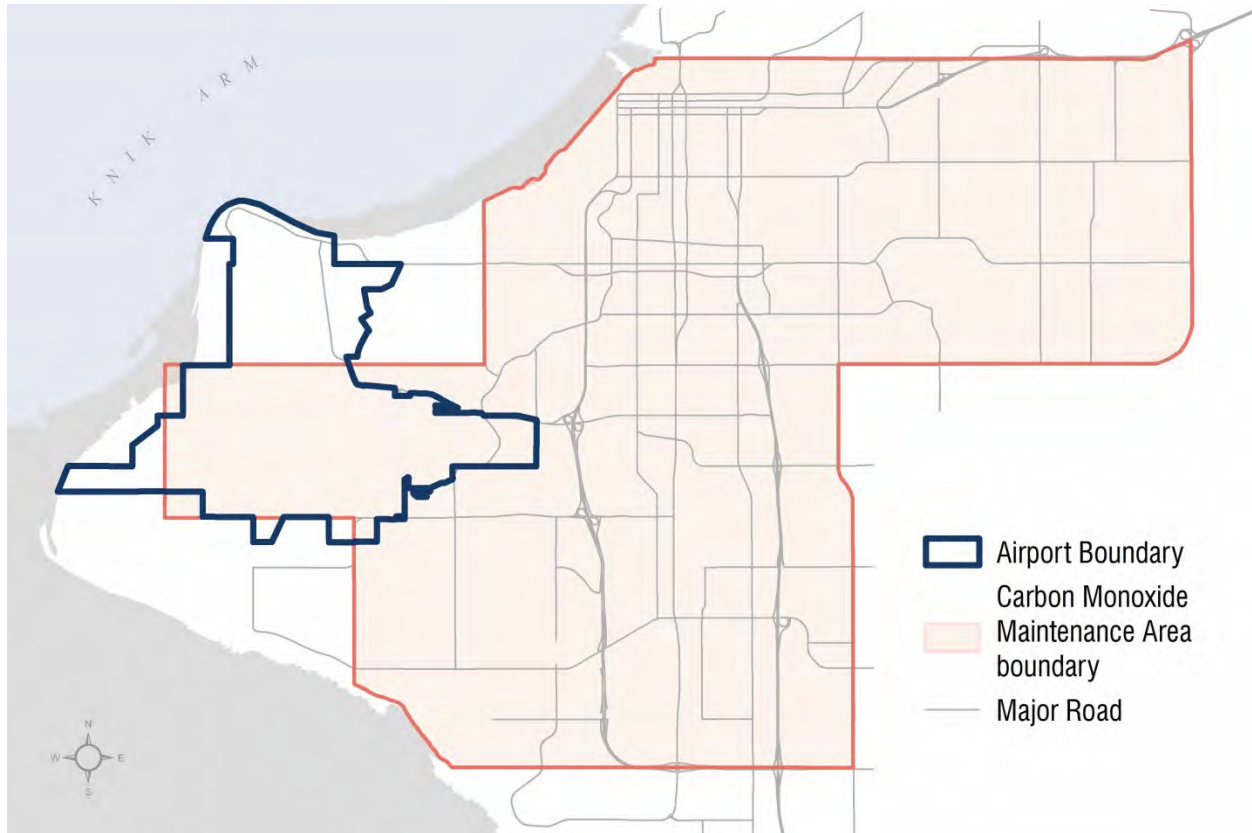 KNIK ARM
N
W E
S
Airport Boundary
Carbon Monoxide
Maintenance Area
boundary
Major Road